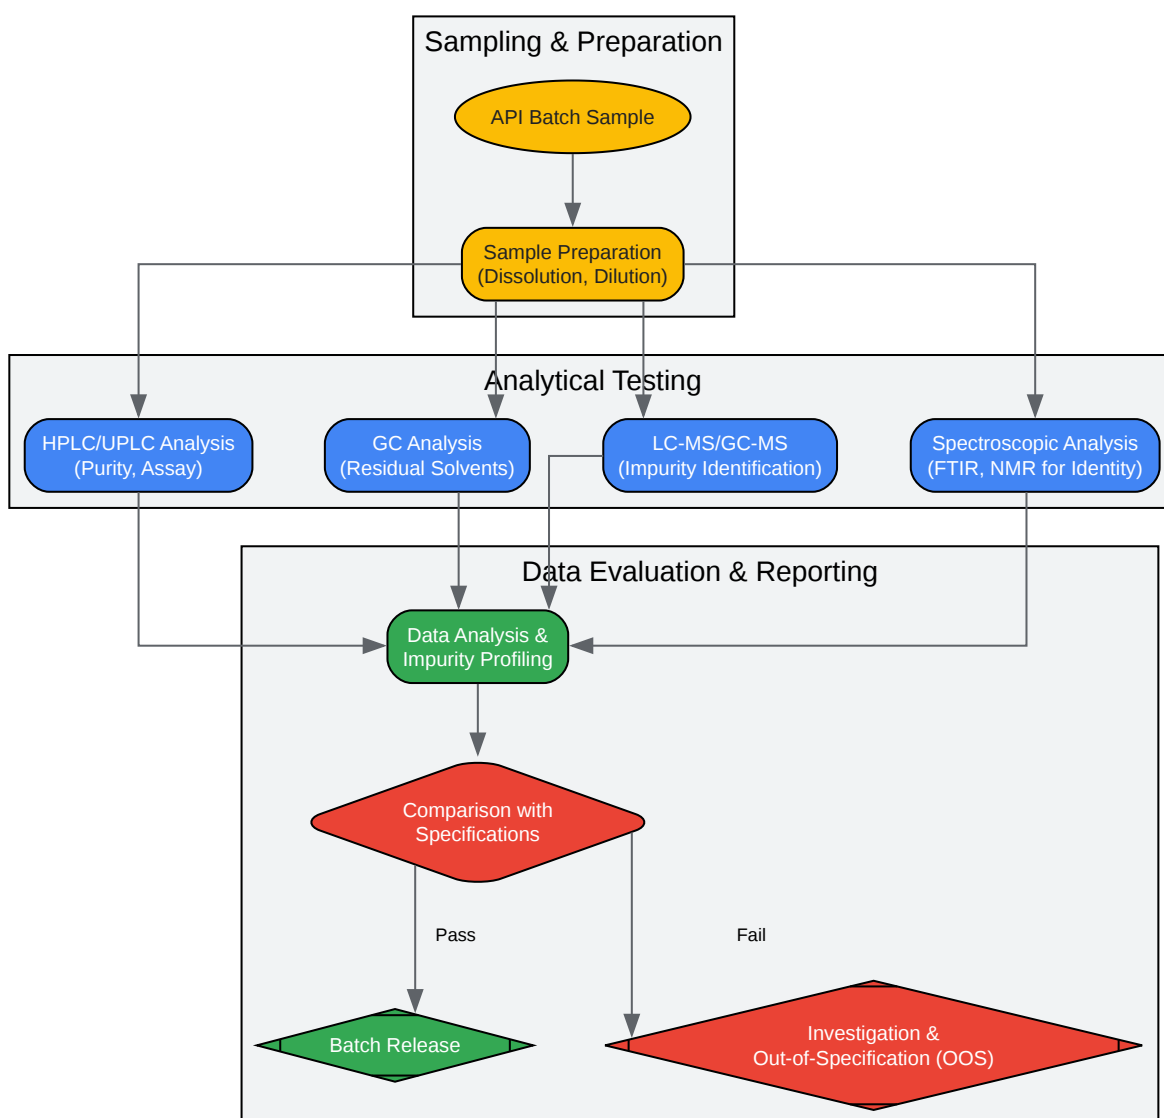 Sampling & Preparation
API Batch Sample
Sample Preparation
(Dissolution, Dilution)
Analytical Testing
HPLC/UPLC Analysis
(Purity, Assay)
GC Analysis
(Residual Solvents)
LC-MS/GC-MS
(Impurity Identification)
Spectroscopic Analysis
(FTIR, NMR for Identity)
Data Evaluation & Reporting
Data Analysis &
Impurity Profiling
Comparison with
Specifications
Pass
Fail
Batch Release
Investigation &
Out-of-Specification (OOS)